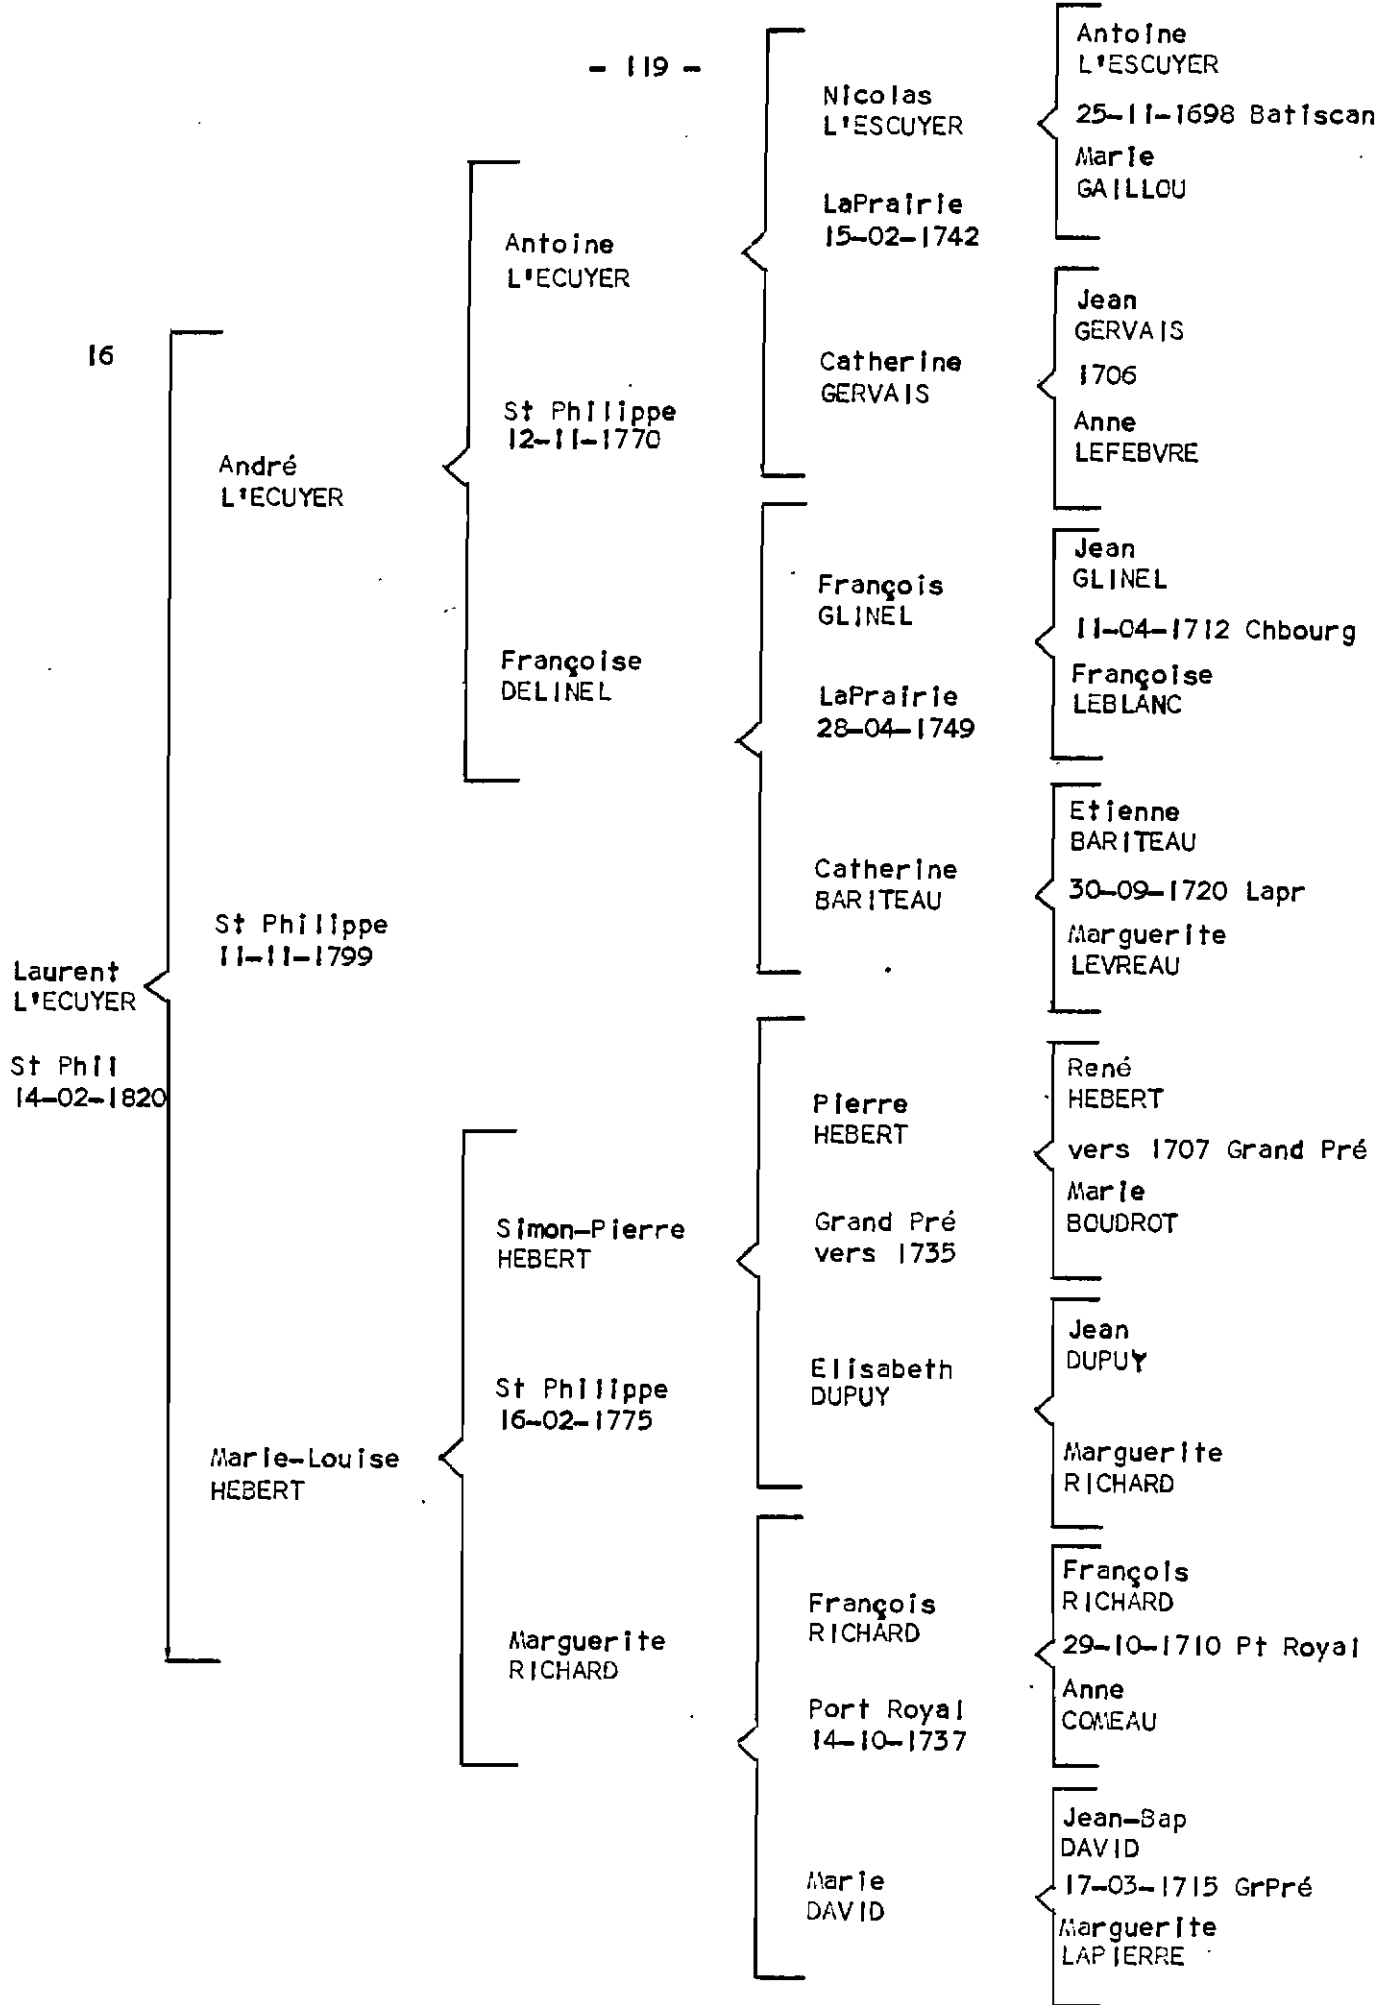 - 119 -
16
Laurent
L'ECUYER
St Phil
14-02-1820
André
L'ECUYER
St Philippe
11-11-1799
Marie-Louise
HEBERT
Antoine
L'ECUYER
St Philippe
12-11-1770
Françoise
DELINEL
Simon-Pierre
HEBERT
St Philippe
16-02-1775
Marguerite
RICHARD
Nicolas
L'ESCUYER
LaPrairie
15-02-1742
Catherine
GERVAIS
François
GLINEL
LaPrairie
28-04-1749
Catherine
BARITEAU
Pierre
HEBERT
Grand Pré
vers 1735
Elisabeth
DUPUY
François
RICHARD
Port Royal
14-10-1737
Marie
DAVID
Antoine
L'ESCUYER
25-11-1698 Batiscan
Marie
GAILLOU
Jean
GERVAIS
1706
Anne
LEFEBVRE
Jean
GLINEL
11-04-1712 Chbourg
Françoise
LEBLANC
Etienne
BARITEAU
30-09-1720 Lapr
Marguerite
LEVREAU
René
HEBERT
vers 1707 Grand Pré
Marie
BOUDROT
Jean
DUPUY
Marguerite
RICHARD
François
RICHARD
29-10-1710 Pt Royal
Anne
COMEAU
Jean-Bap
DAVID
17-03-1715 GrPré
Marguerite
LAPIERRE